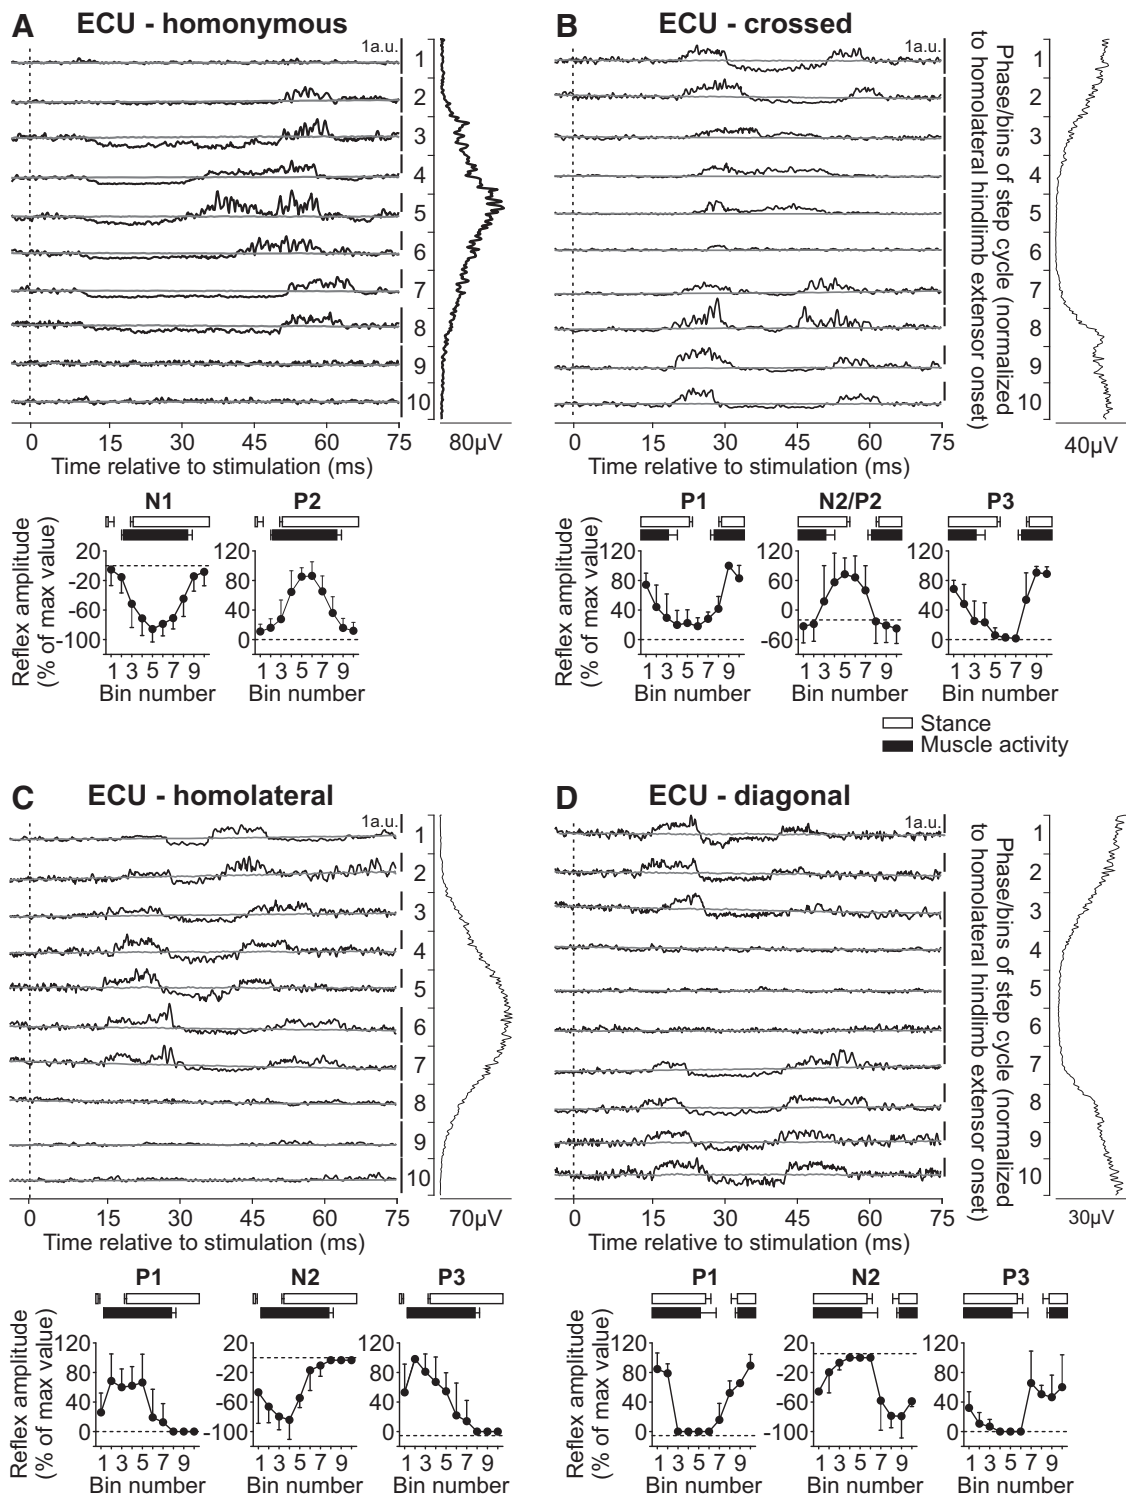 A ECU - homonymous
1a.u.
1
2
3
4
5
6
7
8
9
10
0 15 30 45 60 75
Time relative to stimulation (ms)
80µV
N1 P2
Reflex amplitude
(% of max value)
20
-20
-60
-100
120
80
40
0
1 3 5 7 9
1 3 5 7 9
Bin number Bin number
B ECU - crossed
1a.u.
1
2
3
4
5
6
7
8
9
10
Phase/bins of step cycle (normalized
to homolateral hindlimb extensor onset)
0 15 30 45 60 75
Time relative to stimulation (ms)
40µV
P1 N2/P2 P3
Reflex amplitude
(% of max value)
120
80
40
0
120
60
0
-60
120
80
40
0
1 3 5 7 9
1 3 5 7 9
1 3 5 7 9
Bin number Bin number Bin number
Stance
Muscle activity
C ECU - homolateral
1a.u.
1
2
3
4
5
6
7
8
9
10
0 15 30 45 60 75
Time relative to stimulation (ms)
70µV
P1 N2 P3
Reflex amplitude
(% of max value)
120
80
40
0
20
-20
-60
-100
120
80
40
0
1 3 5 7 9
1 3 5 7 9
1 3 5 7 9
Bin number Bin number Bin number
D ECU - diagonal
1a.u.
1
2
3
4
5
6
7
8
9
10
Phase/bins of step cycle (normalized
to homolateral hindlimb extensor onset)
0 15 30 45 60 75
Time relative to stimulation (ms)
30µV
P1 N2 P3
Reflex amplitude
(% of max value)
120
80
40
0
20
-20
-60
-100
120
80
40
0
1 3 5 7 9
1 3 5 7 9
1 3 5 7 9
Bin number Bin number Bin number